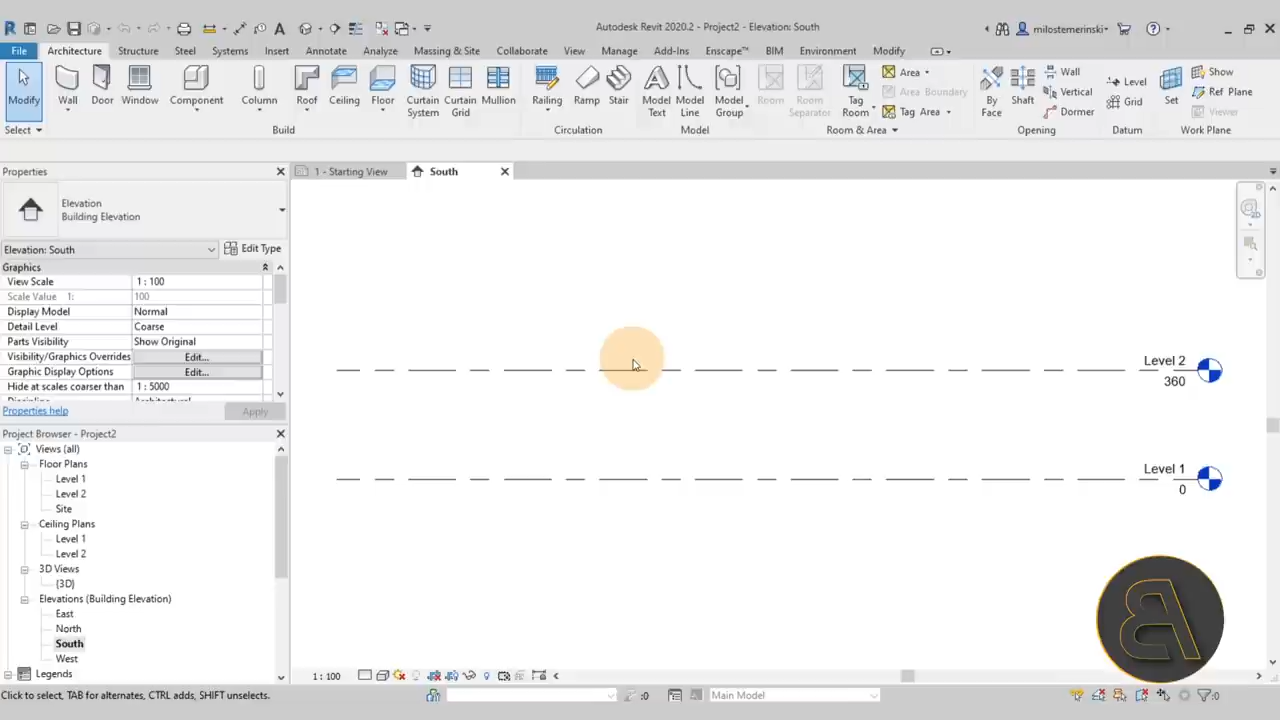 Autodesk Revit 2020.2 - Project2 - Elevation: South
milostemerinski
File Architecture Structure Steel Systems Insert Annotate Analyze Massing & Site Collaborate View Manage Add-Ins Enscape™ BIM Environment Modify
Modify Wall Door Window Component Column Roof Ceiling Floor Curtain System Curtain Grid Mullion Railing Ramp Stair Model Text Model Line Model Group Room Room Separator Tag Room Area Area Boundary Tag Area By Face Shaft Wall Vertical Dormer Level Grid Set Show Ref Plane Viewer
Select Build Circulation Model Room & Area Opening Datum Work Plane
Properties
1 - Starting View South
Elevation
Building Elevation
Elevation: South Edit Type
Graphics
View Scale 1 : 100
Scale Value 1: 100
Display Model Normal
Detail Level Coarse
Parts Visibility Show Original
Visibility/Graphics Overrides Edit...
Graphic Display Options Edit...
Hide at scales coarser than 1 : 5000
Discipline Architectural
Properties help Apply
Project Browser - Project2
Views (all)
Floor Plans
Level 1
Level 2
Site
Ceiling Plans
Level 1
Level 2
3D Views
{3D}
Elevations (Building Elevation)
East
North
South
West
Legends
Level 2
360
Level 1
0
1 : 100
Click to select, TAB for alternates, CTRL adds, SHIFT unselects.
:0
Main Model
:0